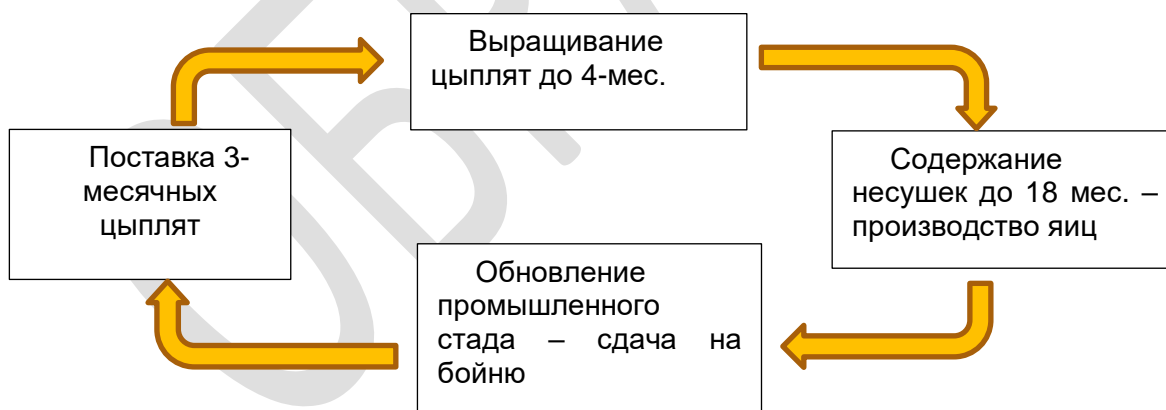 Выращивание
цыплят до 4-мес.
Поставка 3-
месячных
цыплят
Содержание
несушек до 18 мес. –
производство яиц
Обновление
промышленного
стада – сдача на
бойню